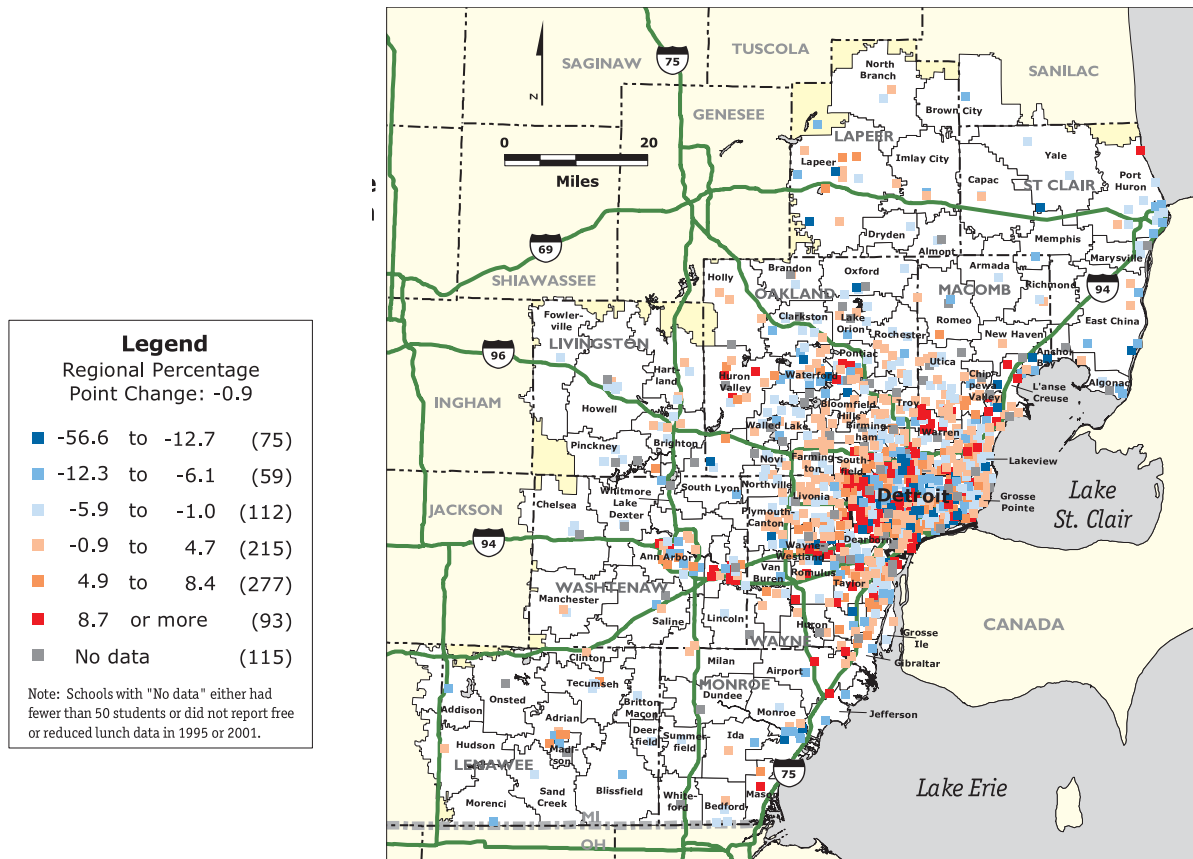 Legend
Regional Percentage
Point Change: -0.9
-56.6 to -12.7 (75)
-12.3 to -6.1 (59)
-5.9 to -1.0 (112)
-0.9 to 4.7 (215)
4.9 to 8.4 (277)
8.7 or more (93)
No data (115)
Note: Schools with "No data" either had
fewer than 50 students or did not report free
or reduced lunch data in 1995 or 2001.
TUSCOLA
SAGINAW
75
SANILAC
North
Branch
N
GENESEE
Brown City
LAPEER
0 20
Miles
Lapeer
Imlay City
Yale
Capac
ST CLAIR
Port
Huron
69
Dryden
Almont
Memphis
Marysville
SHIAWASSEE
Holly
Brandon
Oxford
Armada
Richmond
94
OAKLAND
MACOMB
Fowler-
ville
Clarkston
Lake
Orion
Romeo
East China
LIVINGSTON
Rochester
New Haven
96
Hart-
land
Huron
Valley
Waterford
Pontiac
Utica
Anchor
Bay
Chip-
pewa
Valley
Algonac
L'anse
Creuse
INGHAM
Howell
Bloomfield
Hills
Troy
Birming-
ham
Walled Lake
Warren
Pinckney
Brighton
Novi
Farming
ton
South-
field
Lakeview
Whitmore
Lake
South Lyon
Northville
Livonia
Detroit
Grosse
Pointe
Lake
St. Clair
JACKSON
Chelsea
Dexter
Plymouth-
Canton
94
Ann Arbor
Wayne-
Westland
Dearborn
Van
Buren
Romulus
Taylor
WASHTENAW
Manchester
Saline
Lincoln
WAYNE
Huron
CANADA
Grosse
Ile
Gibraltar
Clinton
Milan
Airport
Tecumseh
MONROE
Onsted
Dundee
Addison
Britton
Macon
Adrian
Monroe
Jefferson
Hudson
Madi-
son
Deer
field
Summer-
field
Ida
LENAWEE
75
Lake Erie
Sand
Creek
Blissfield
White-
ford
Bedford
Mason
Morenci
MI
OH